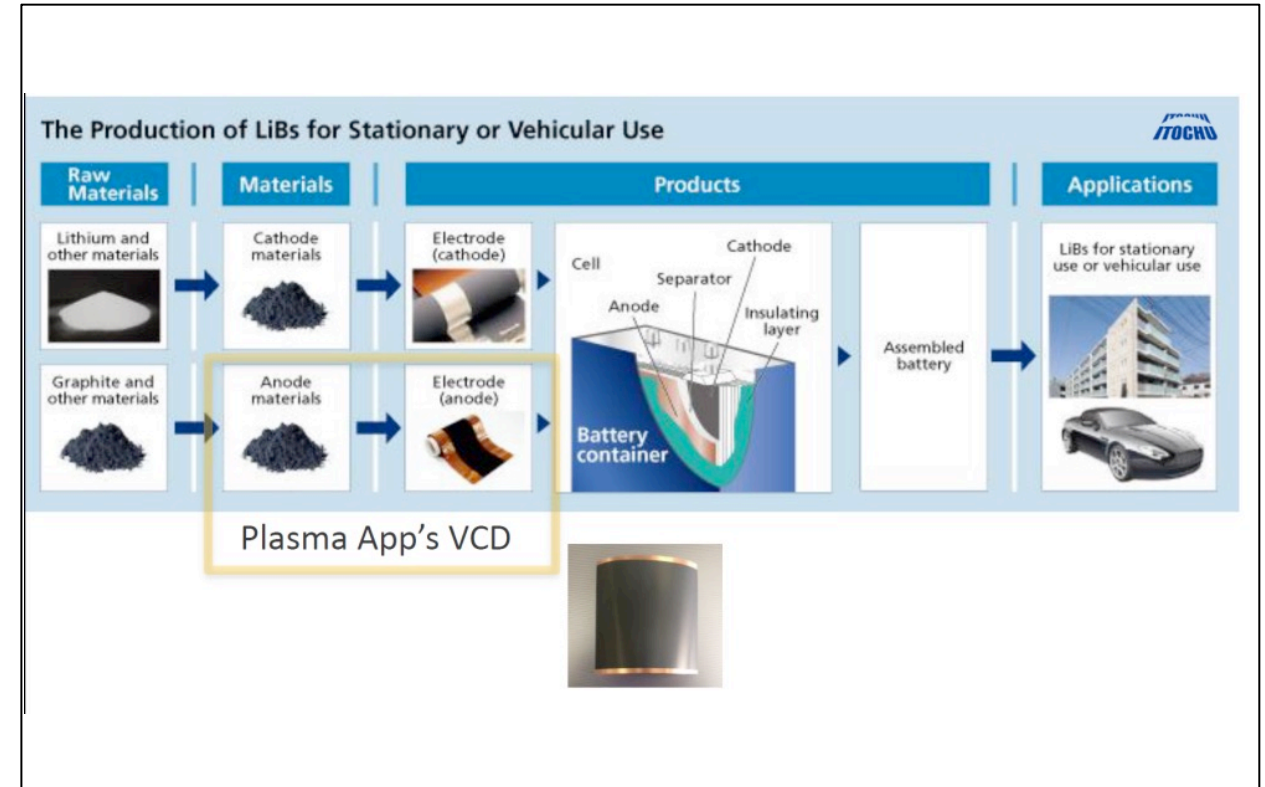 The Production of LiBs for Stationary or Vehicular Use
ITOCHU
Raw
Materials
Materials
Products
Applications
Lithium and
other materials
Cathode
materials
Electrode
(cathode)
Cell
Cathode
Separator
Anode
Insulating
layer
Battery
container
Assembled
battery
LiBs for stationary
use or vehicular use
Graphite and
other materials
Anode
materials
Electrode
(anode)
Plasma App’s VCD